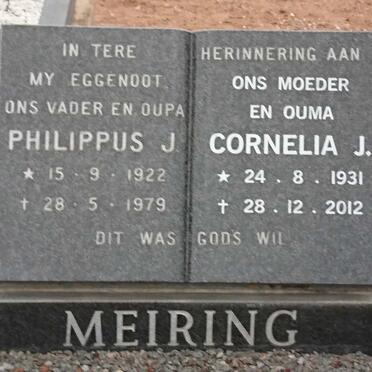 IN TERE HERINNERING AAN
MY EGGENOOT,
ONS VADER EN OUPA
PHILIPPUS J.
★ 15 · 9 · 1922
† 28 · 5 · 1979
ONS MOEDER
EN OUMA
CORNELIA J.
★ 24 . 8 . 1931
† 28 . 12 . 2012
DIT WAS GODS WIL
MEIRING